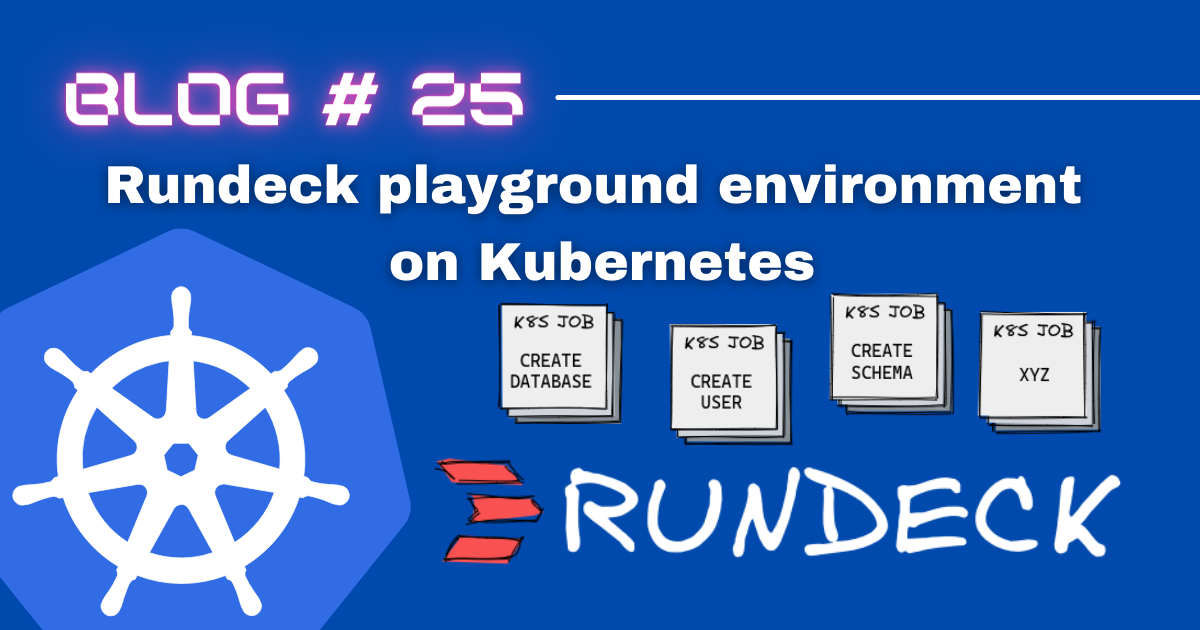 BLOG # 25
Rundeck playground environment
on Kubernetes
K8S JOB
CREATE
DATABASE
K8S JOB
CREATE
USER
K8S JOB
CREATE
SCHEMA
K8S JOB
XYZ
RUNDECK